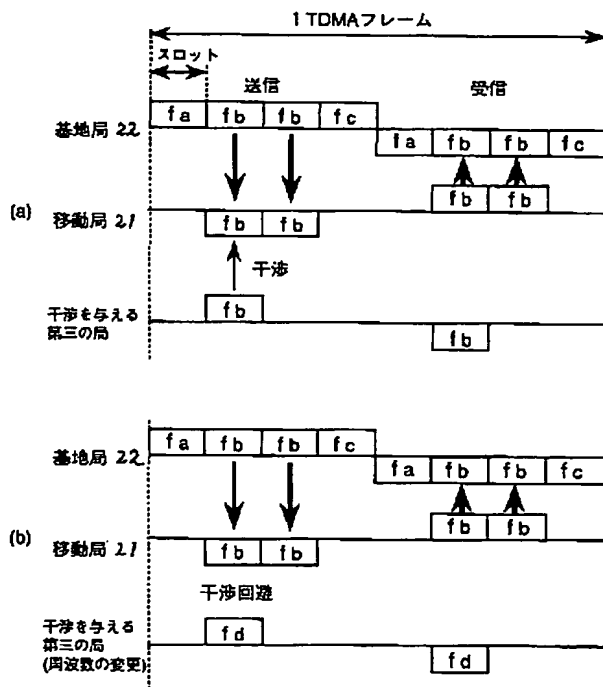 1 TDMAフレーム
スロット
送信
受信
基地局 22
fa fb fb fc
fa fb fb fc
fb fb
(a)
移動局 21
fb fb
干渉
干渉を与える
第三の局
fb
fb
基地局 22
fa fb fb fc
fa fb fb fc
fb fb
(b)
移動局 21
fb fb
干渉回避
干渉を与える
第三の局
(周波数の変更)
fd
fd